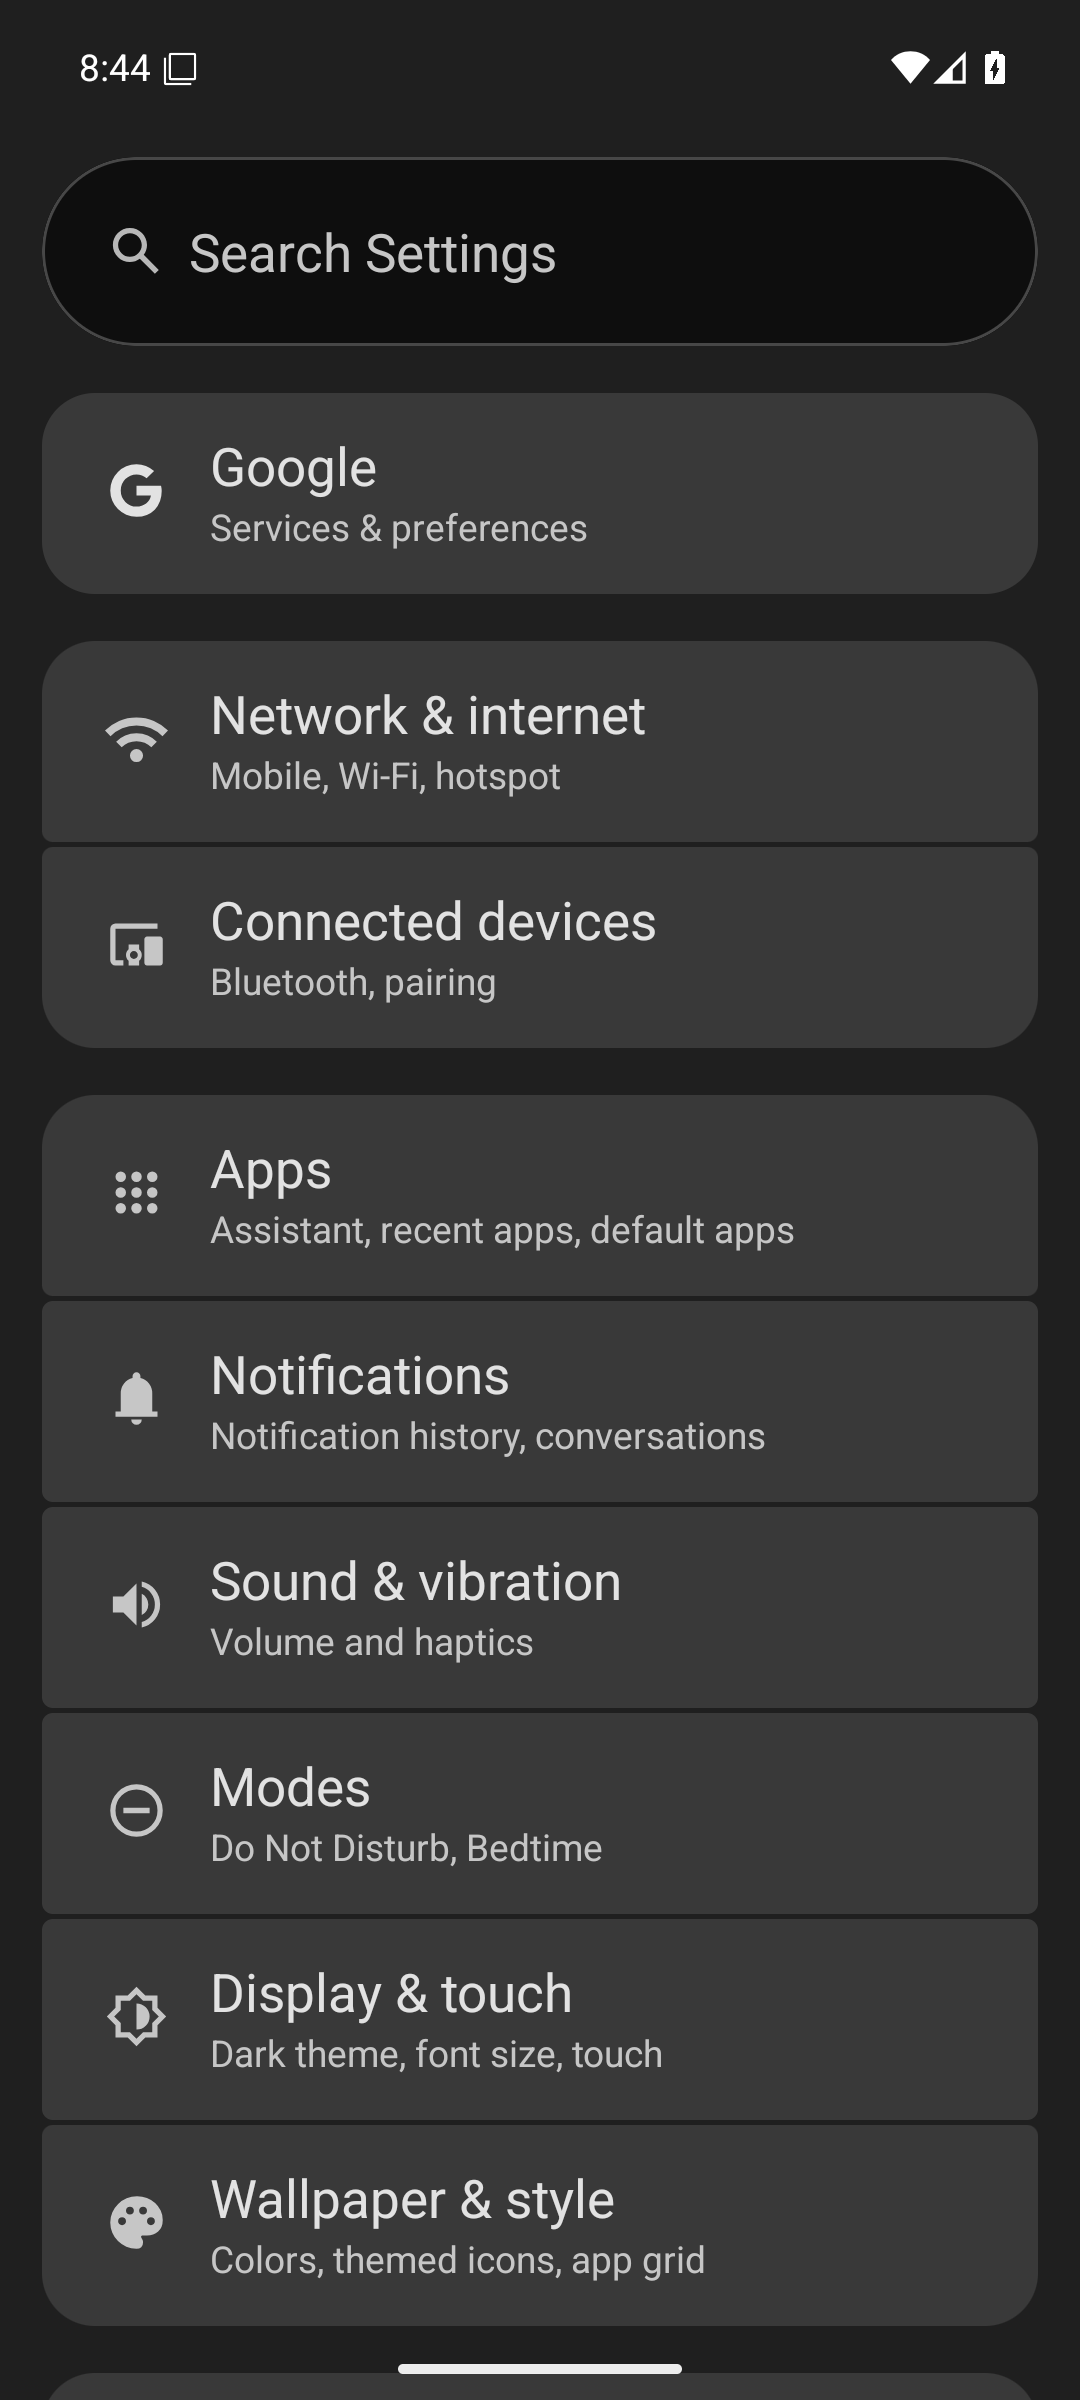 8:44
Search Settings
Google
Services & preferences
Network & internet
Mobile, Wi-Fi, hotspot
Connected devices
Bluetooth, pairing
Apps
Assistant, recent apps, default apps
Notifications
Notification history, conversations
Sound & vibration
Volume and haptics
Modes
Do Not Disturb, Bedtime
Display & touch
Dark theme, font size, touch
Wallpaper & style
Colors, themed icons, app grid